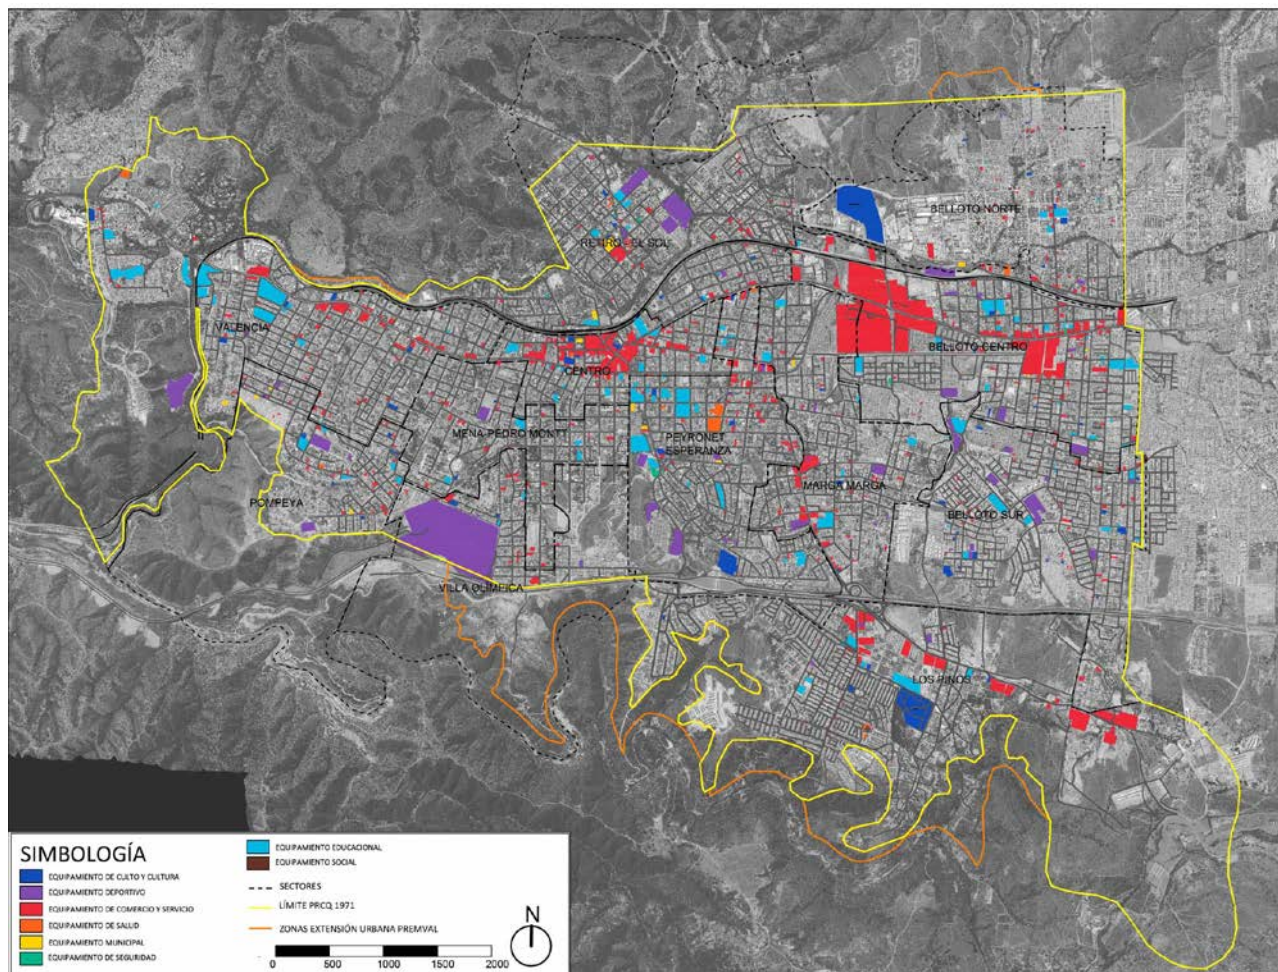 BELLOTO NORTE
RETIRO - EL SOL
VALENCIA
BELLOTO CENTRO
CENTRO
MENA-PEDRO MONTT
PEYRONET
ESPERANZA
MARGA MARGA
POMPEYA
BELLOTO SUR
VILLA OLIMPICA
LOS PINOS
SIMBOLOGÍA
EQUIPAMIENTO DE CULTO Y CULTURA
EQUIPAMIENTO DEPORTIVO
EQUIPAMIENTO DE COMERCIO Y SERVICIO
EQUIPAMIENTO DE SALUD
EQUIPAMIENTO MUNICIPAL
EQUIPAMIENTO DE SEGURIDAD
EQUIPAMIENTO EDUCACIONAL
EQUIPAMIENTO SOCIAL
SECTORES
LÍMITE PRCQ 1971
ZONAS EXTENSIÓN URBANA PREMVAL
N
0 500 1000 1500 2000